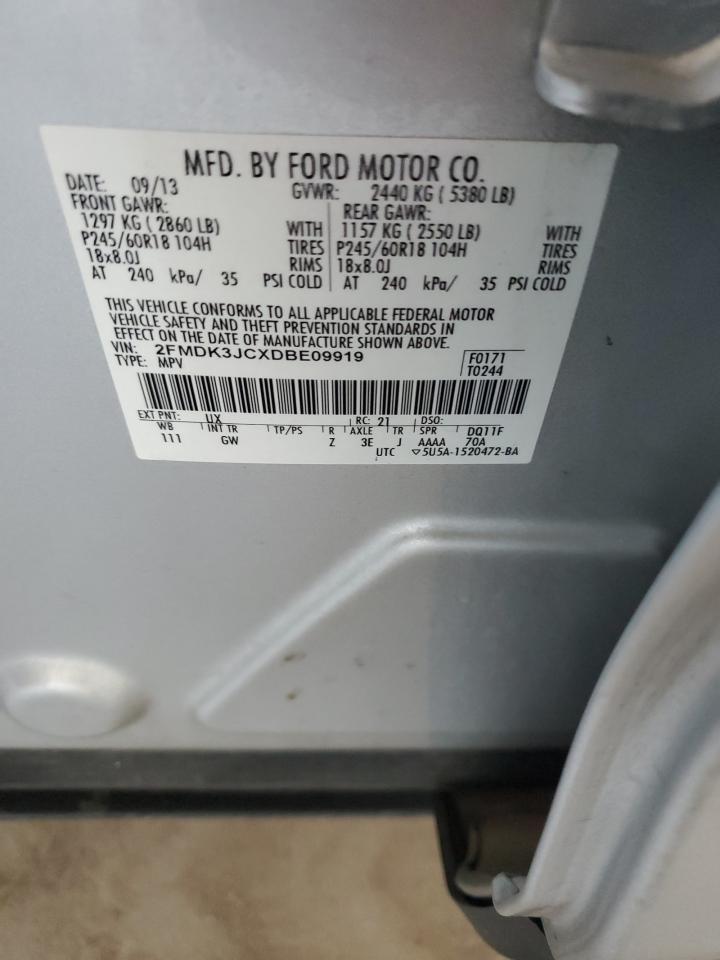 MFD. BY FORD MOTOR CO.
DATE: 09/13 GVWR: 2440 KG ( 5380 LB)
FRONT GAWR: REAR GAWR:
1297 KG ( 2860 LB) WITH 1157 KG ( 2550 LB) WITH
P245/60R18 104H TIRES P245/60R18 104H TIRES
18x8.0J RIMS 18x8.0J RIMS
AT 240 kPa/ 35 PSI COLD AT 240 kPa/ 35 PSI COLD
THIS VEHICLE CONFORMS TO ALL APPLICABLE FEDERAL MOTOR
VEHICLE SAFETY AND THEFT PREVENTION STANDARDS IN
EFFECT ON THE DATE OF MANUFACTURE SHOWN ABOVE.
VIN: 2FMDK3JCXDBE09919 F0171
TYPE: MPV T0244
EXT PNT: UX RC: 21 DSO:
WB INT TR TP/PS R AXLE TR SPR DQ11F
111 GW Z 3E J AAAA 70A
UTC ▽5U5A-1520472-BA